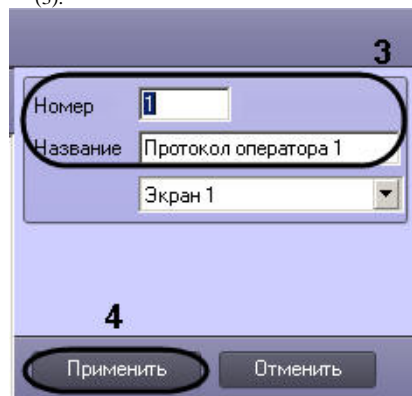 (3).
3
Номер 1
Название Протокол оператора 1
Экран 1
4
Применить Отменить